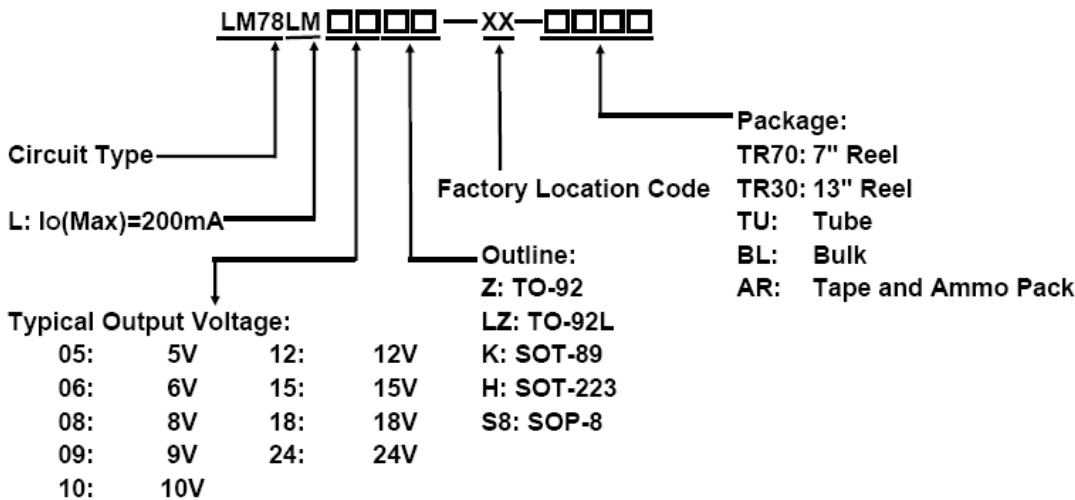 LM78LM□□□□—XX—□□□□
Package:
Circuit Type
TR70: 7" Reel
Factory Location Code
TR30: 13" Reel
L: Io(Max)=200mA
TU: Tube
Outline:
BL: Bulk
Z: TO-92
AR: Tape and Ammo Pack
Typical Output Voltage:
LZ: TO-92L
05: 5V 12: 12V
K: SOT-89
06: 6V 15: 15V
H: SOT-223
08: 8V 18: 18V
S8: SOP-8
09: 9V 24: 24V
10: 10V